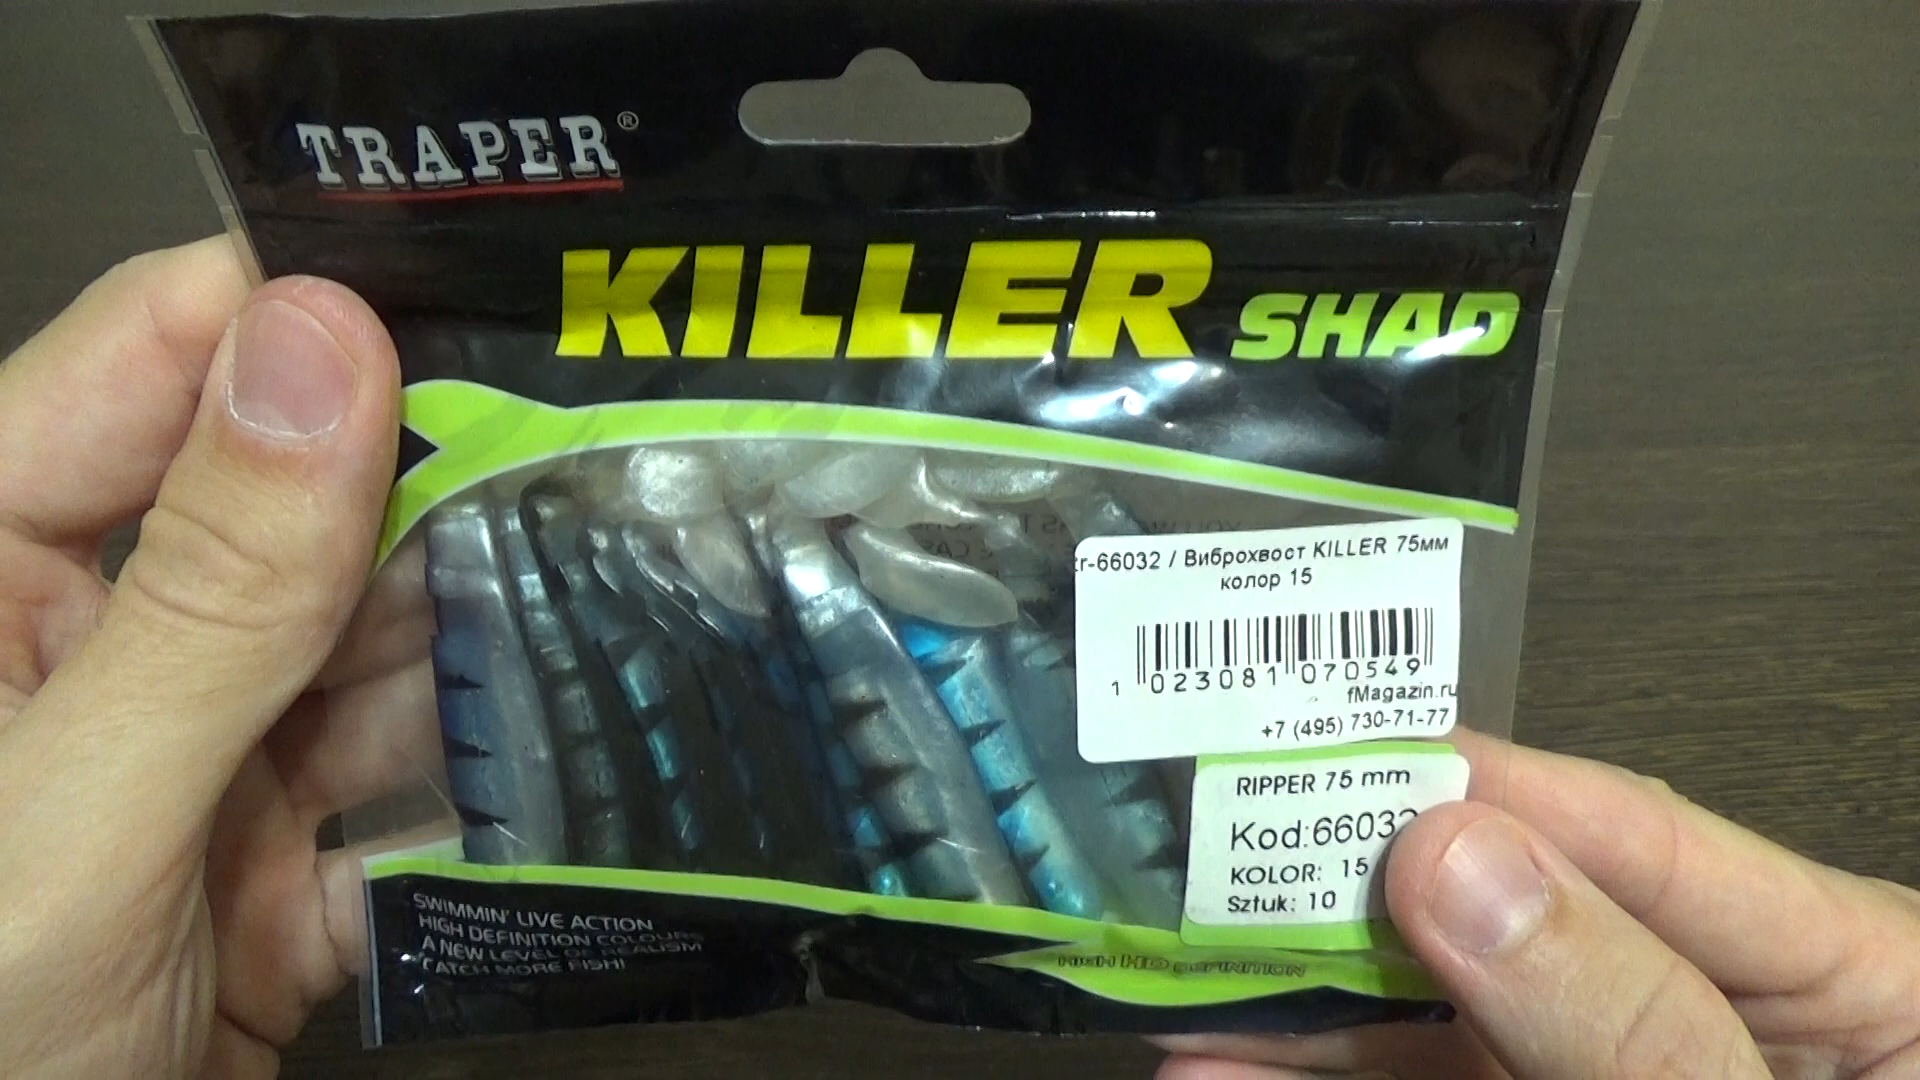 TRAPER®
KILLER SHAD
tr-66032 / Виброхвост KILLER 75мм
колор 15
1 023081 070549
fMagazin.ru
+7 (495) 730-71-77
RIPPER 75 mm
Kod:66032
KOLOR: 15
Sztuk: 10
SWIMMIN' LIVE ACTION
HIGH DEFINITION COLOURS
A NEW LEVEL OF REALISM
CATCH MORE FISH!
HIGH HD DEFINITION